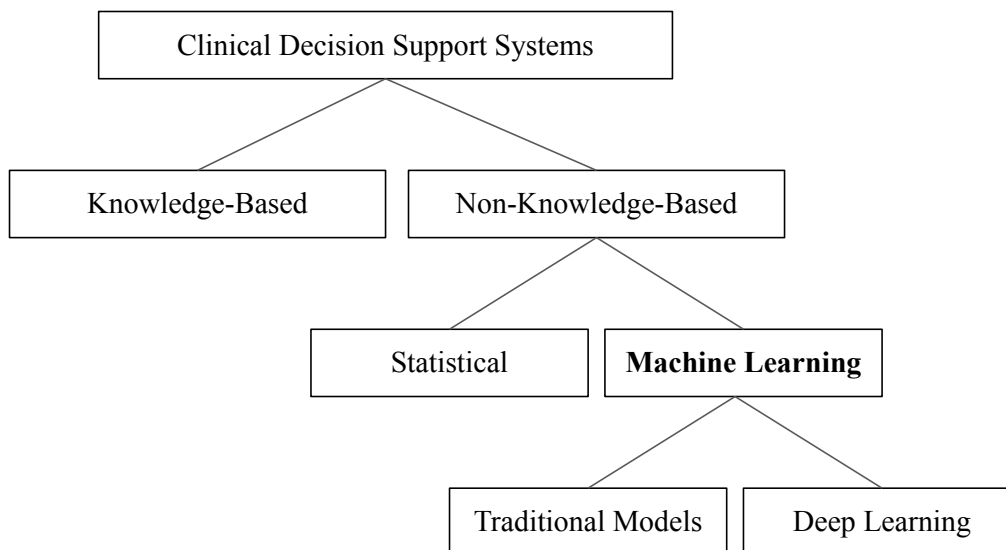 Clinical Decision Support Systems
Knowledge-Based
Non-Knowledge-Based
Statistical
Machine Learning
Traditional Models
Deep Learning